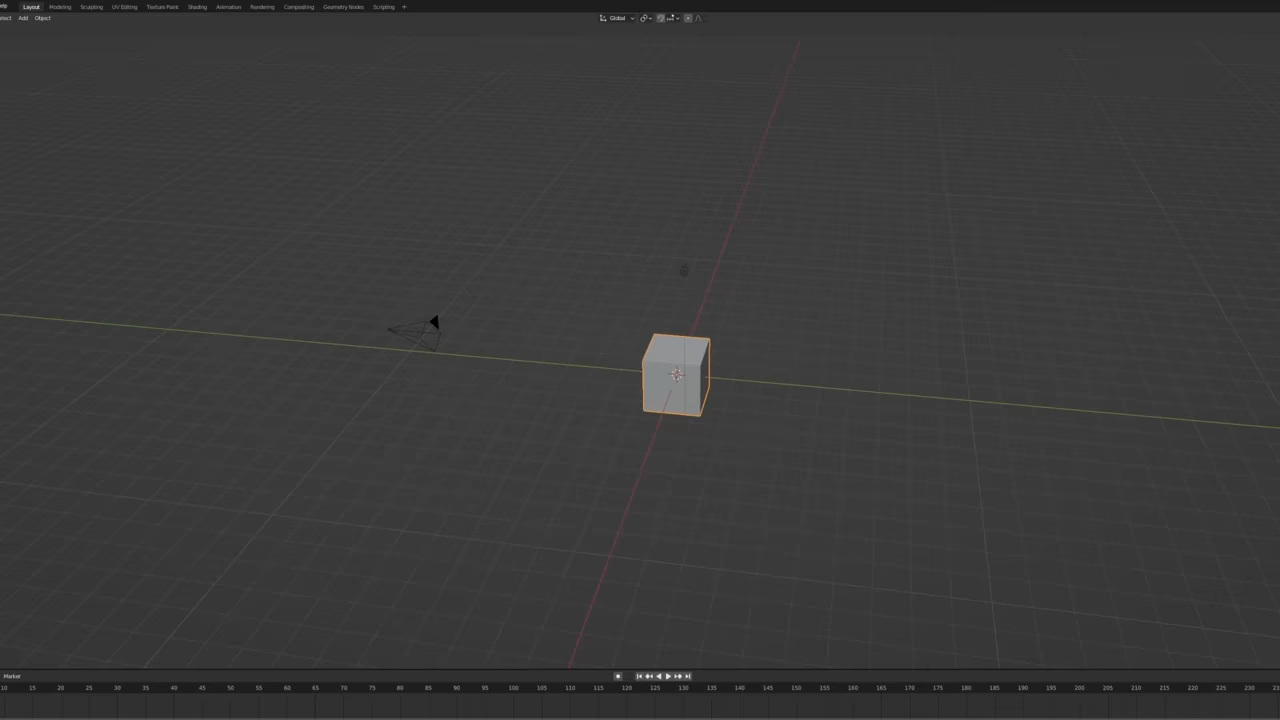 elp Layout Modeling Sculpting UV Editing Texture Paint Shading Animation Rendering Compositing Geometry Nodes Scripting +
elect Add Object Global
Marker
10 15 20 25 30 35 40 45 50 55 60 65 70 75 80 85 90 95 100 105 110 115 120 125 130 135 140 145 150 155 160 165 170 175 180 185 190 195 200 205 210 215 220 225 230 23